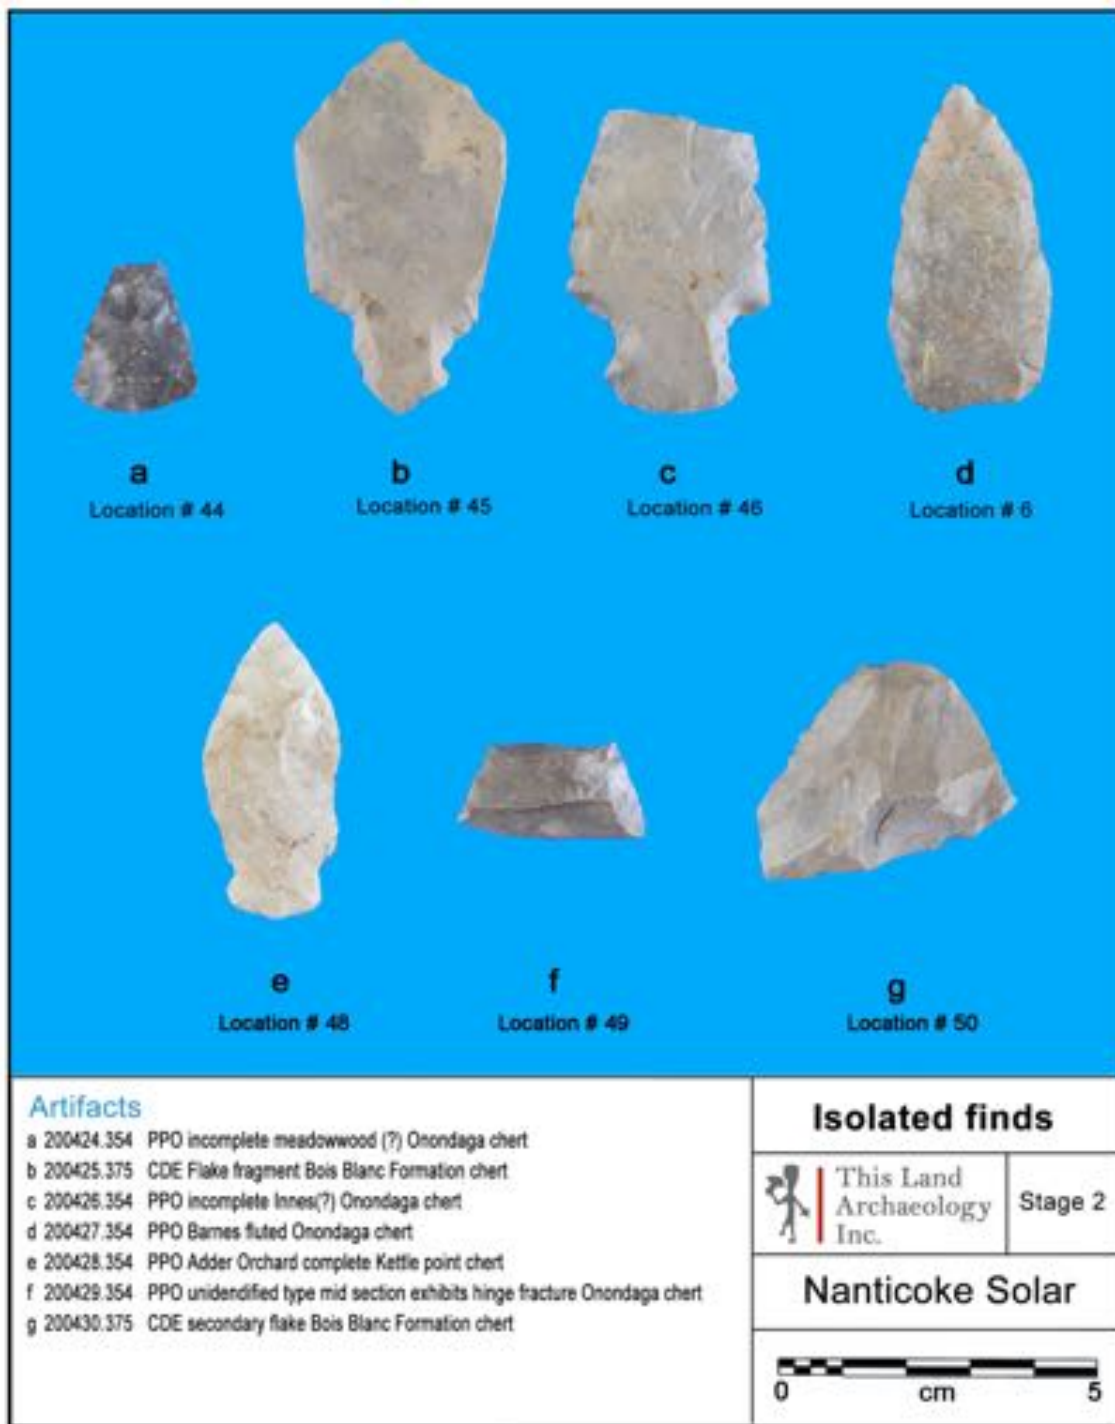 a
Location # 44
b
Location # 45
c
Location # 46
d
Location # 6
e
Location # 48
f
Location # 49
g
Location # 50
Artifacts
a 200424.354 PPO incomplete meadowwood (?) Onondaga chert
b 200425.375 CDE Flake fragment Bois Blanc Formation chert
c 200426.354 PPO incomplete Innes(?) Onondaga chert
d 200427.354 PPO Barnes fluted Onondaga chert
e 200428.354 PPO Adder Orchard complete Kettle point chert
f 200429.354 PPO unidendified type mid section exhibits hinge fracture Onondaga chert
g 200430.375 CDE secondary flake Bois Blanc Formation chert
Isolated finds
This Land
Archaeology
Inc.
Stage 2
Nanticoke Solar
0 cm 5